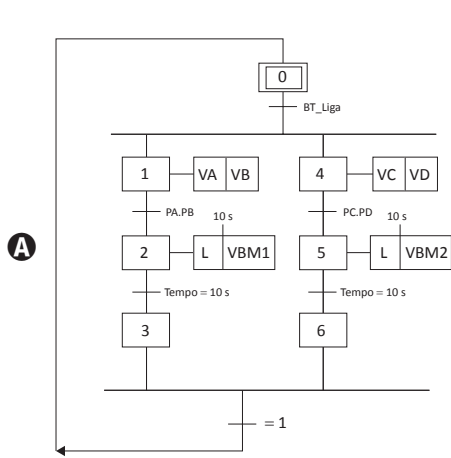 0
BT_Liga
1 VA VB 4 VC VD
PA.PB 10 s PC.PD 10 s
A
2 L VBM1 5 L VBM2
Tempo = 10 s Tempo = 10 s
3 6
= 1